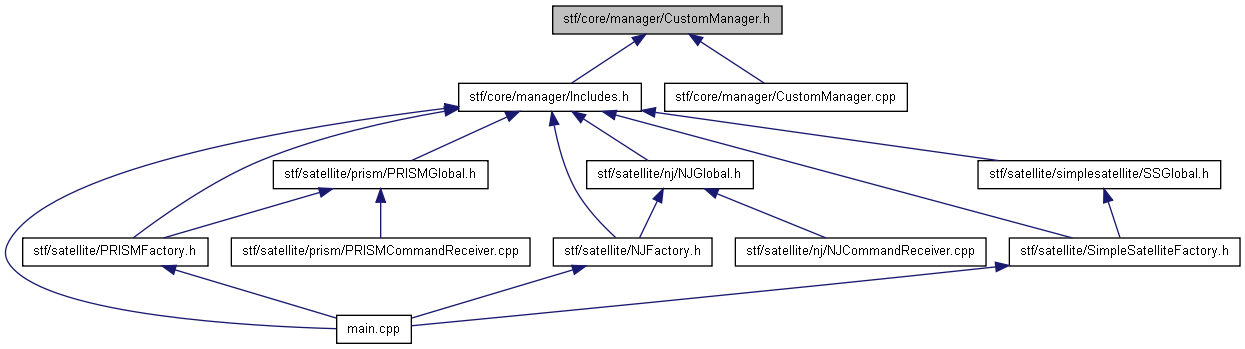 stf/core/manager/CustomManager.h
stf/core/manager/Includes.h
stf/core/manager/CustomManager.cpp
stf/satellite/prism/PRISMGlobal.h
stf/satellite/nj/NJGlobal.h
stf/satellite/simplesatellite/SSGlobal.h
stf/satellite/PRISMFactory.h
stf/satellite/prism/PRISMCommandReceiver.cpp
stf/satellite/NJFactory.h
stf/satellite/nj/NJCommandReceiver.cpp
stf/satellite/SimpleSatelliteFactory.h
main.cpp